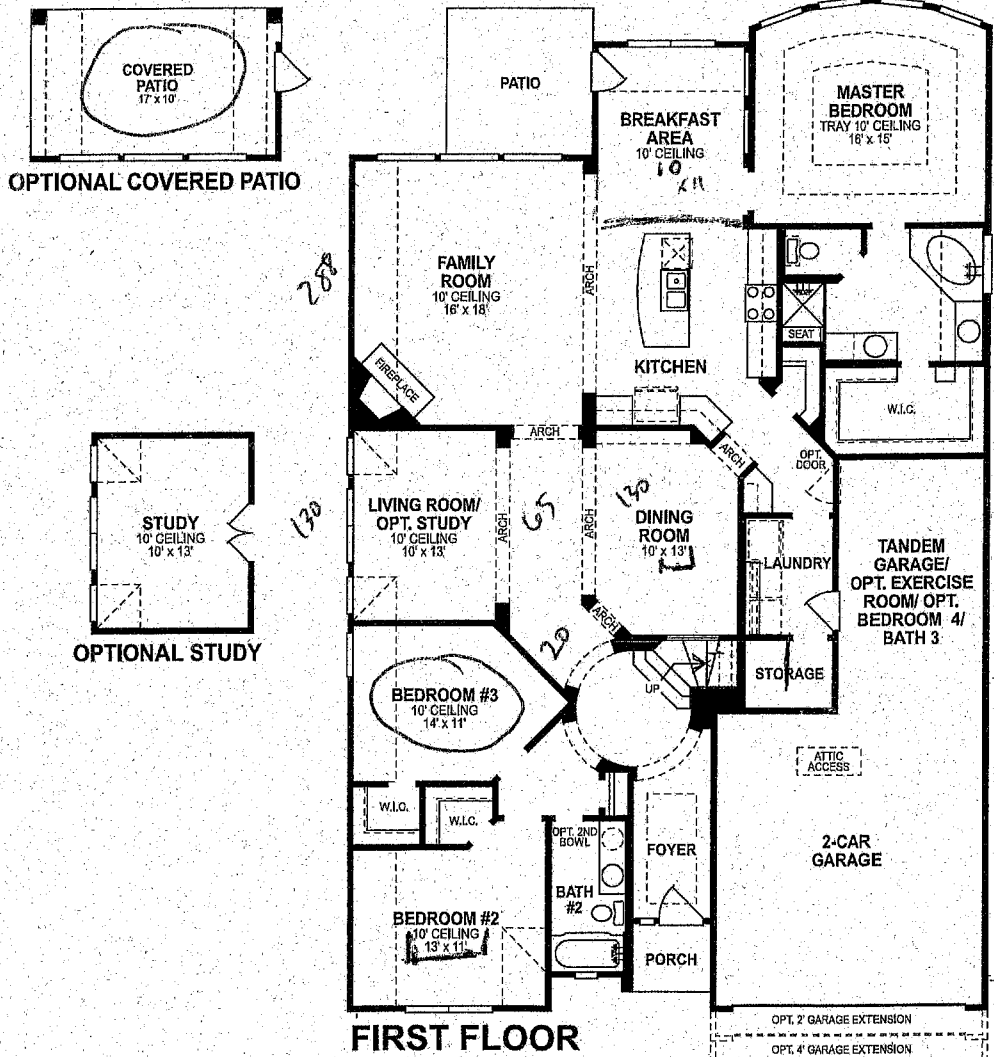 COVERED
PATIO
17' x 10'
OPTIONAL COVERED PATIO
PATIO
BREAKFAST
AREA
10' CEILING
10
x11
MASTER
BEDROOM
TRAY 10' CEILING
16' x 15'
288
FAMILY
ROOM
10' CEILING
16' x 18'
ARCH
FIREPLACE
KITCHEN
SEAT
W.I.C.
ARCH
ARCH
OPT.
DOOR
STUDY
10' CEILING
10' x 13'
OPTIONAL STUDY
130
LIVING ROOM/
OPT. STUDY
10' CEILING
10' x 13'
ARCH
65
ARCH
130
DINING
ROOM
10' x 13'
LAUNDRY
TANDEM
GARAGE/
OPT. EXERCISE
ROOM/ OPT.
BEDROOM 4/
BATH 3
ARCH
20
UP
STORAGE
BEDROOM #3
10' CEILING
14' x 11'
ATTIC
ACCESS
W.I.C.
W.I.C.
OPT. 2ND
BOWL
FOYER
2-CAR
GARAGE
BATH
#2
BEDROOM #2
10' CEILING
13' x 11'
PORCH
FIRST FLOOR
OPT. 2' GARAGE EXTENSION
OPT. 4' GARAGE EXTENSION